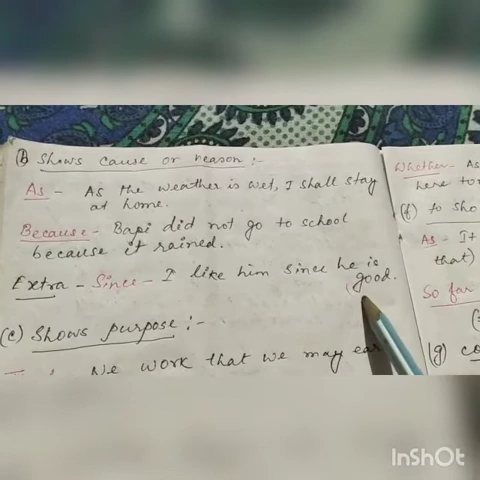 (b) Shows cause or reason :-
As - As the weather is wet, I shall stay
at home.
Because - Bapi did not go to school
because it rained.
Extra - Since - I like him since he is
good.
(c) Shows purpose :-
We work that we may ear
Whether - As
here to
(f) to sho
As - It
that)
So far
(g) co
InShOt